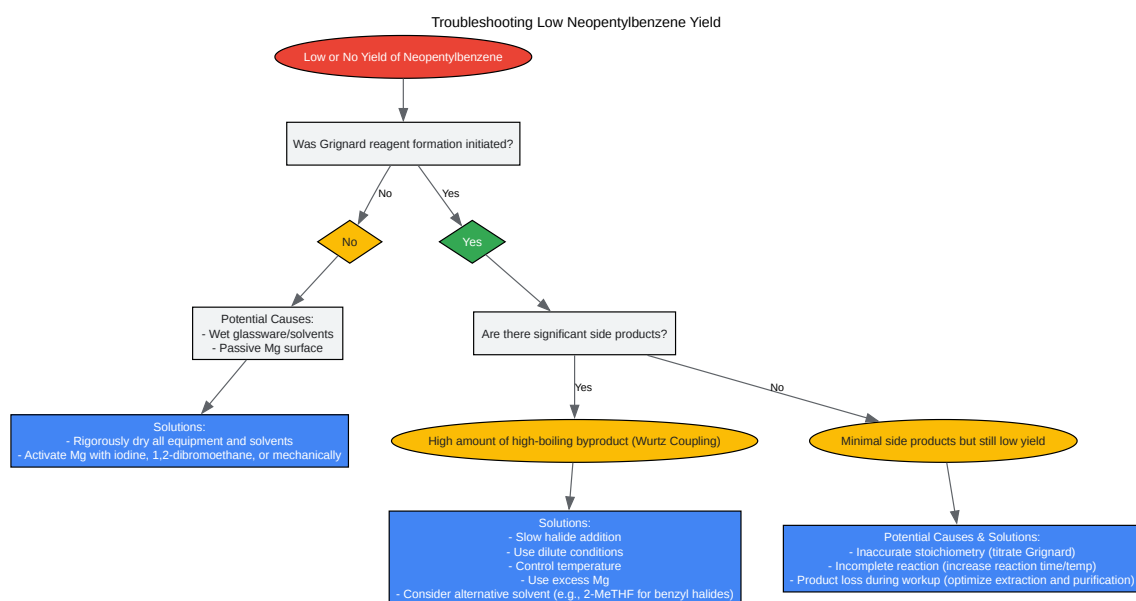 Troubleshooting Low Neopentylbenzene Yield
Low or No Yield of Neopentylbenzene
Was Grignard reagent formation initiated?
No
Yes
No
Yes
Potential Causes:
- Wet glassware/solvents
- Passive Mg surface
Are there significant side products?
Solutions:
- Rigorously dry all equipment and solvents
- Activate Mg with iodine, 1,2-dibromoethane, or mechanically
Yes
No
High amount of high-boiling byproduct (Wurtz Coupling)
Minimal side products but still low yield
Solutions:
- Slow halide addition
- Use dilute conditions
- Control temperature
- Use excess Mg
- Consider alternative solvent (e.g., 2-MeTHF for benzyl halides)
Potential Causes & Solutions:
- Inaccurate stoichiometry (titrate Grignard)
- Incomplete reaction (increase reaction time/temp)
- Product loss during workup (optimize extraction and purification)